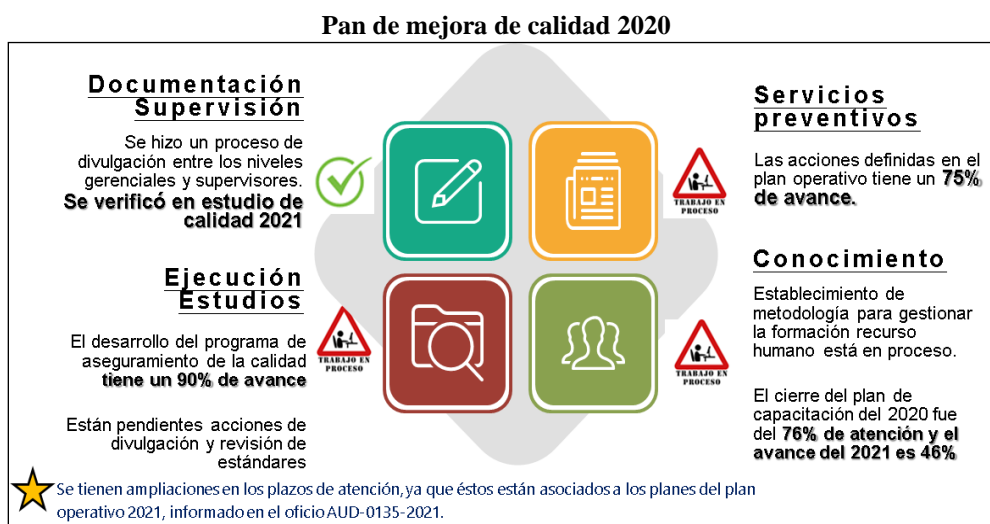 Pan de mejora de calidad 2020
Documentación
Supervisión
Se hizo un proceso de
divulgación entre los niveles
gerenciales y supervisores.
Se verificó en estudio de
calidad 2021
Servicios
preventivos
TRABAJO EN
PROCESO
Las acciones definidas en el
plan operativo tiene un 75%
de avance.
Ejecución
Estudios
El desarrollo del programa de
aseguramiento de la calidad
tiene un 90% de avance
TRABAJO EN
PROCESO
Están pendientes acciones de
divulgación y revisión de
estándares
Conocimiento
Establecimiento de
metodología para gestionar
la formación recurso
humano está en proceso.
TRABAJO EN
PROCESO
El cierre del plan de
capacitación del 2020 fue
del 76% de atención y el
avance del 2021 es 46%
Se tienen ampliaciones en los plazos de atención, ya que éstos están asociados a los planes del plan
operativo 2021, informado en el oficio AUD-0135-2021.